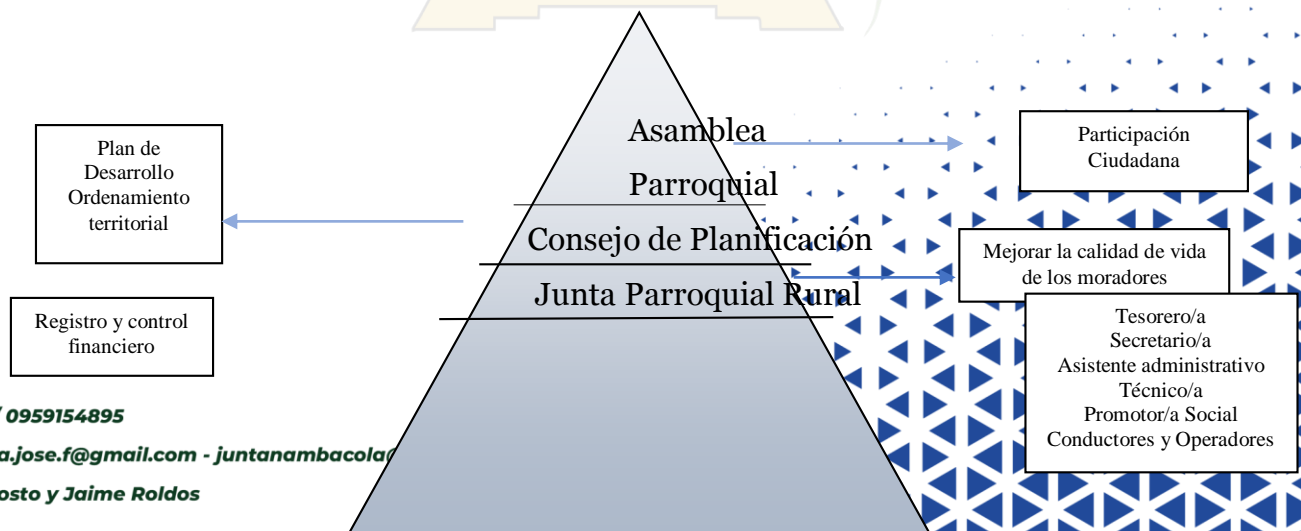 Asamblea
Parroquial
Consejo de Planificación
Junta Parroquial Rural
Plan de
Desarrollo
Ordenamiento
territorial
Registro y control
financiero
Participación
Ciudadana
Mejorar la calidad de vida
de los moradores
Tesorero/a
Secretario/a
Asistente administrativo
Técnico/a
Promotor/a Social
Conductores y Operadores
0959154895
a.jose.f@gmail.com - juntanambacola
osto y Jaime Roldos